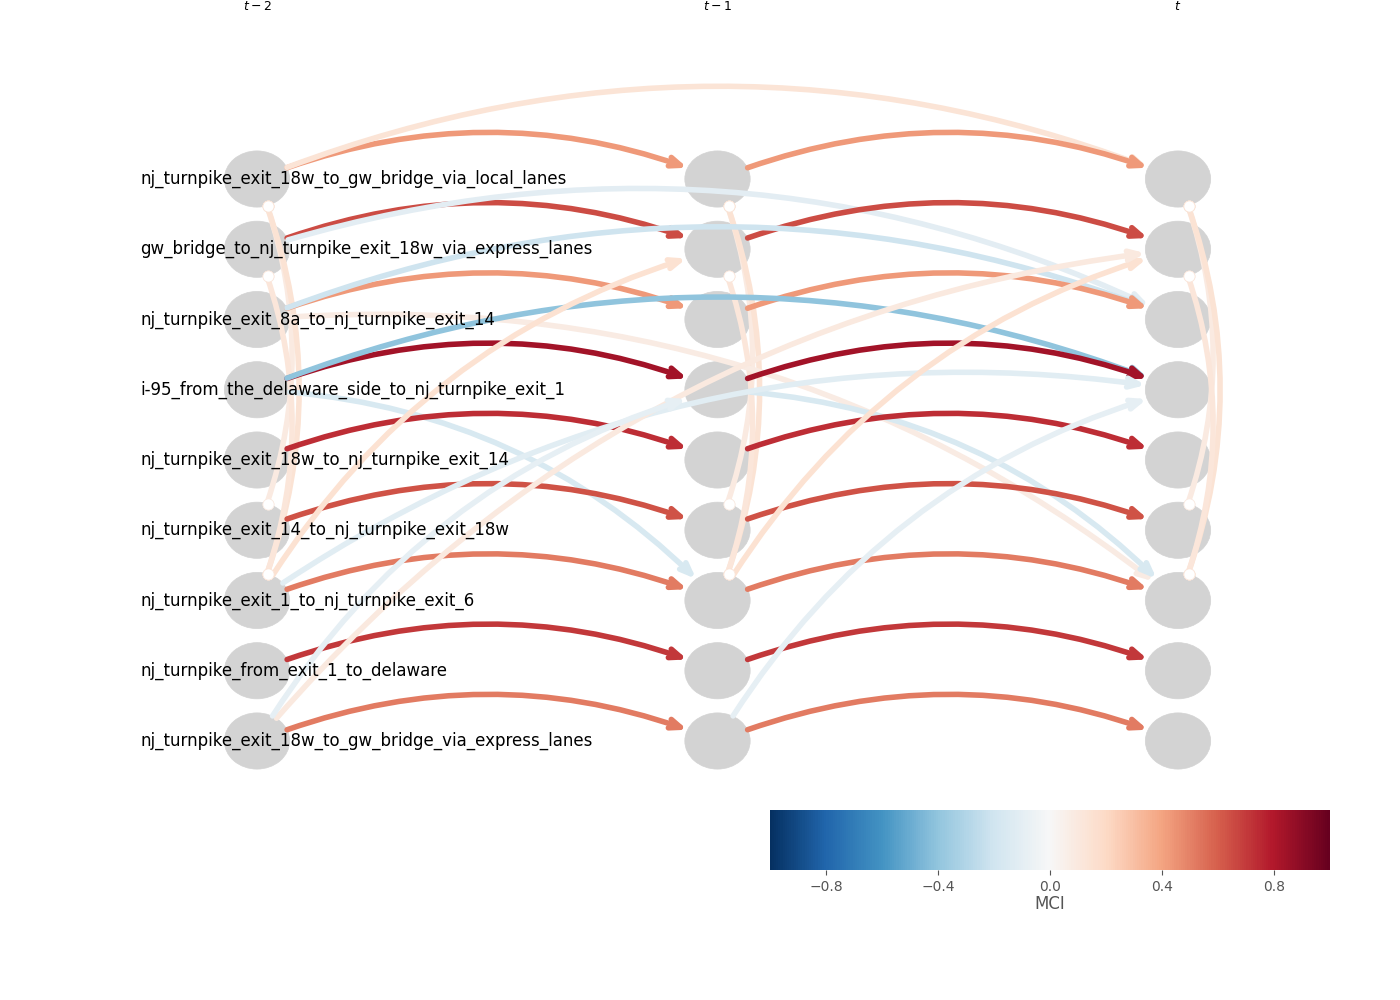 t − 2 t − 1 t
nj_turnpike_exit_18w_to_gw_bridge_via_local_lanes
gw_bridge_to_nj_turnpike_exit_18w_via_express_lanes
nj_turnpike_exit_8a_to_nj_turnpike_exit_14
i-95_from_the_delaware_side_to_nj_turnpike_exit_1
nj_turnpike_exit_18w_to_nj_turnpike_exit_14
nj_turnpike_exit_14_to_nj_turnpike_exit_18w
nj_turnpike_exit_1_to_nj_turnpike_exit_6
nj_turnpike_from_exit_1_to_delaware
nj_turnpike_exit_18w_to_gw_bridge_via_express_lanes
−0.8 −0.4 0.0 0.4 0.8
MCI